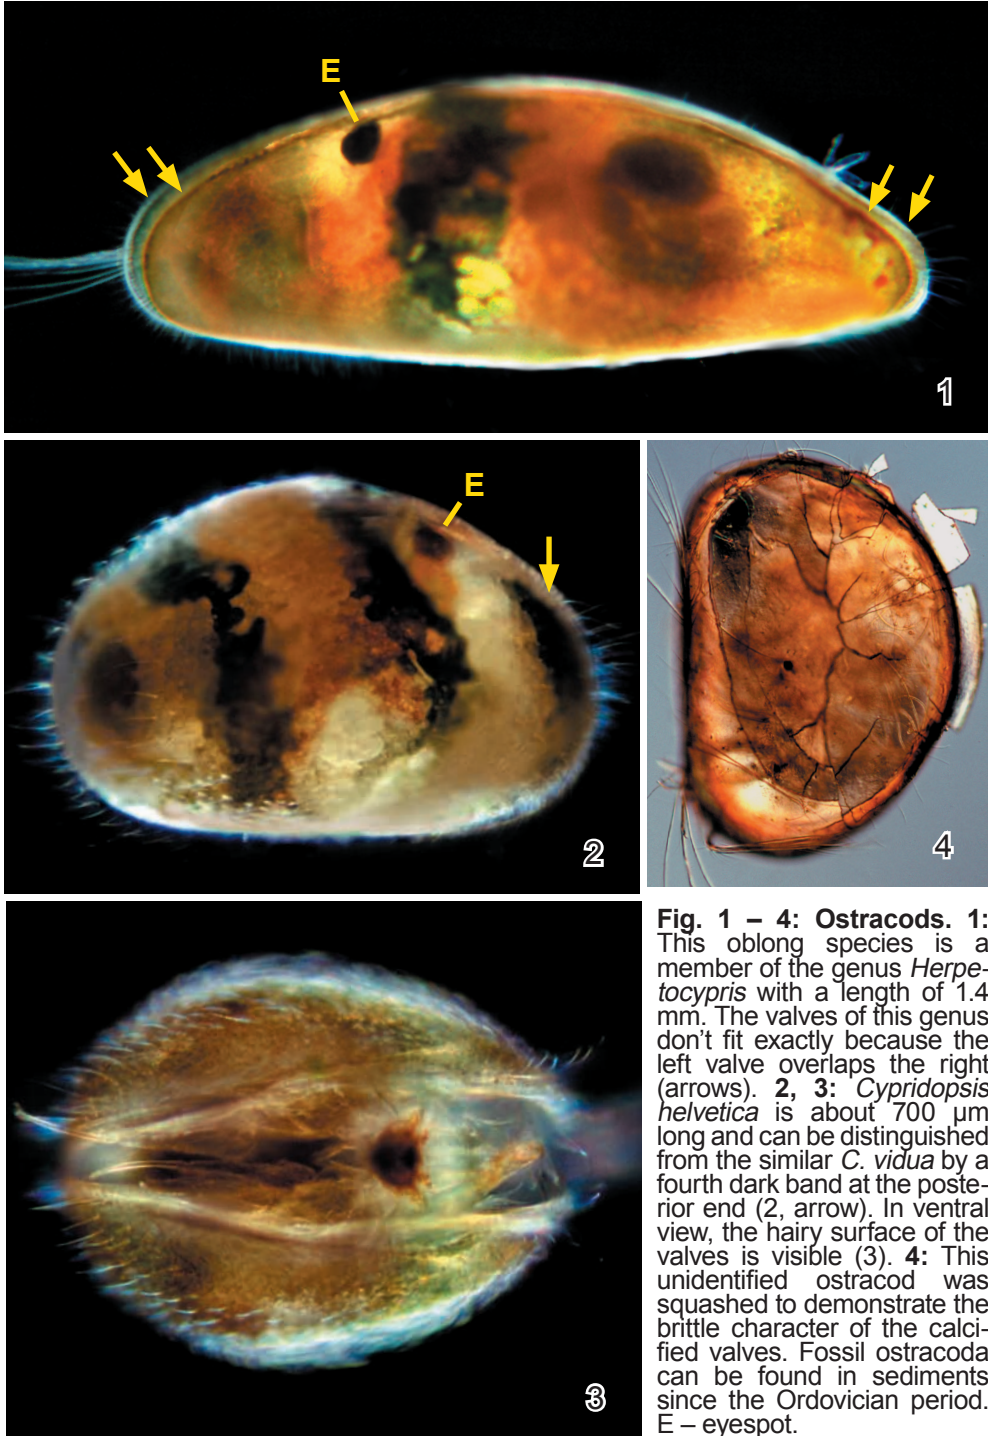 E
1
E
2
4
3
Fig. 1 – 4: Ostracods. 1:
This oblong species is a
member of the genus Herpe-
tocypris with a length of 1.4
mm. The valves of this genus
don't fit exactly because the
left valve overlaps the right
(arrows). 2, 3: Cypridopsis
helvetica is about 700 µm
long and can be distinguished
from the similar C. vidua by a
fourth dark band at the poste-
rior end (2, arrow). In ventral
view, the hairy surface of the
valves is visible (3). 4: This
unidentified ostracod was
squashed to demonstrate the
brittle character of the calci-
fied valves. Fossil ostracoda
can be found in sediments
since the Ordovician period.
E – eyespot.